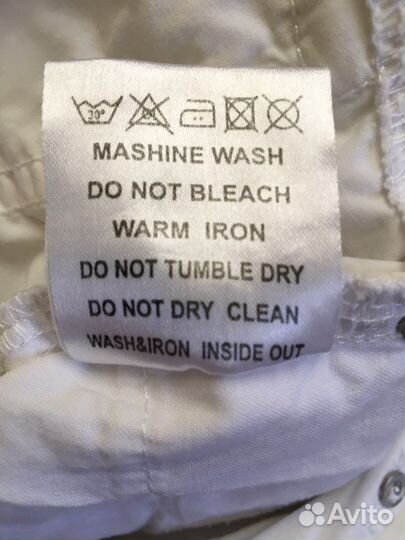 30°
MASHINE WASH
DO NOT BLEACH
WARM IRON
DO NOT TUMBLE DRY
DO NOT DRY CLEAN
WASH&IRON INSIDE OUT
Avito